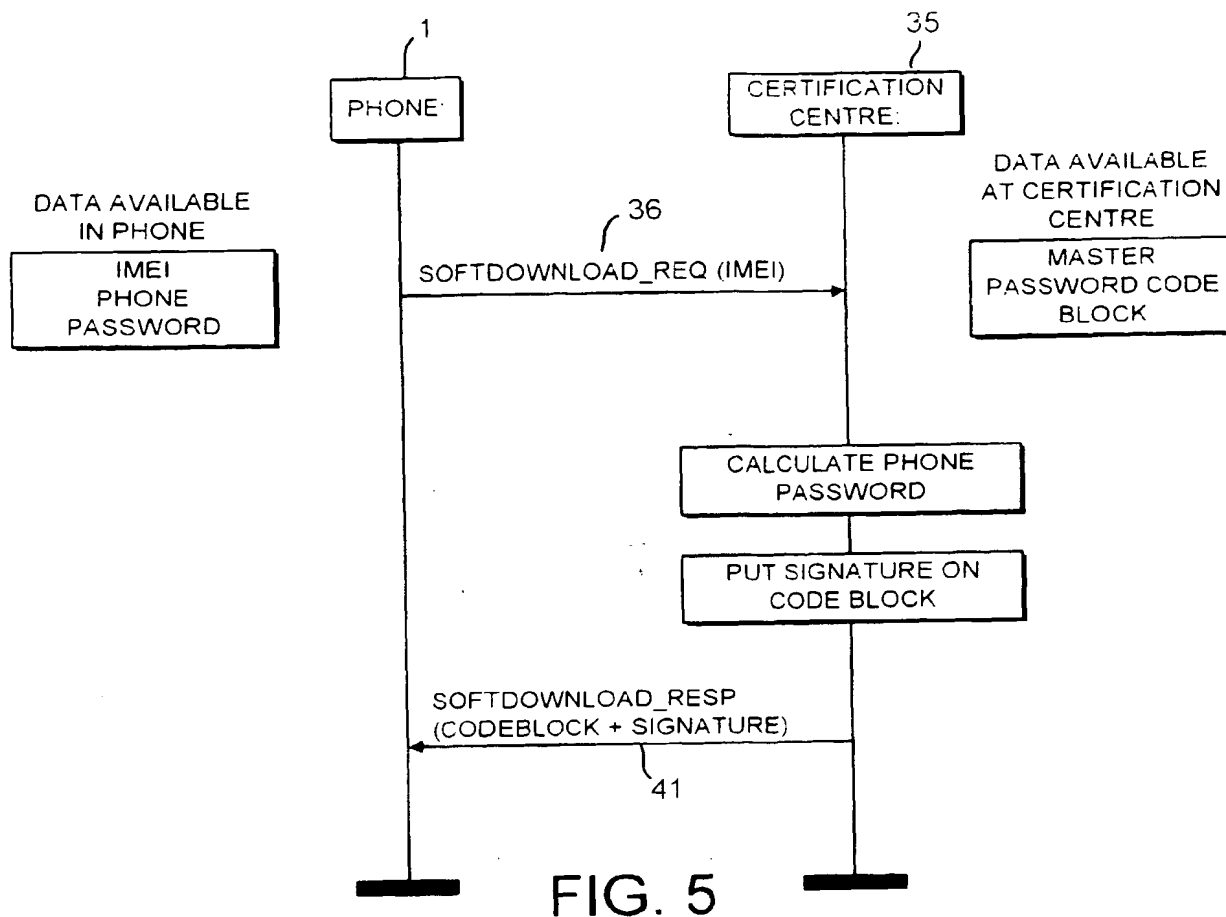 1
35
PHONE:
CERTIFICATION
CENTRE:
DATA AVAILABLE
IN PHONE
IMEI
PHONE
PASSWORD
36
SOFTDOWNLOAD_REQ (IMEI)
DATA AVAILABLE
AT CERTIFICATION
CENTRE
MASTER
PASSWORD CODE
BLOCK
CALCULATE PHONE
PASSWORD
PUT SIGNATURE ON
CODE BLOCK
SOFTDOWNLOAD_RESP
(CODEBLOCK + SIGNATURE)
41
FIG. 5